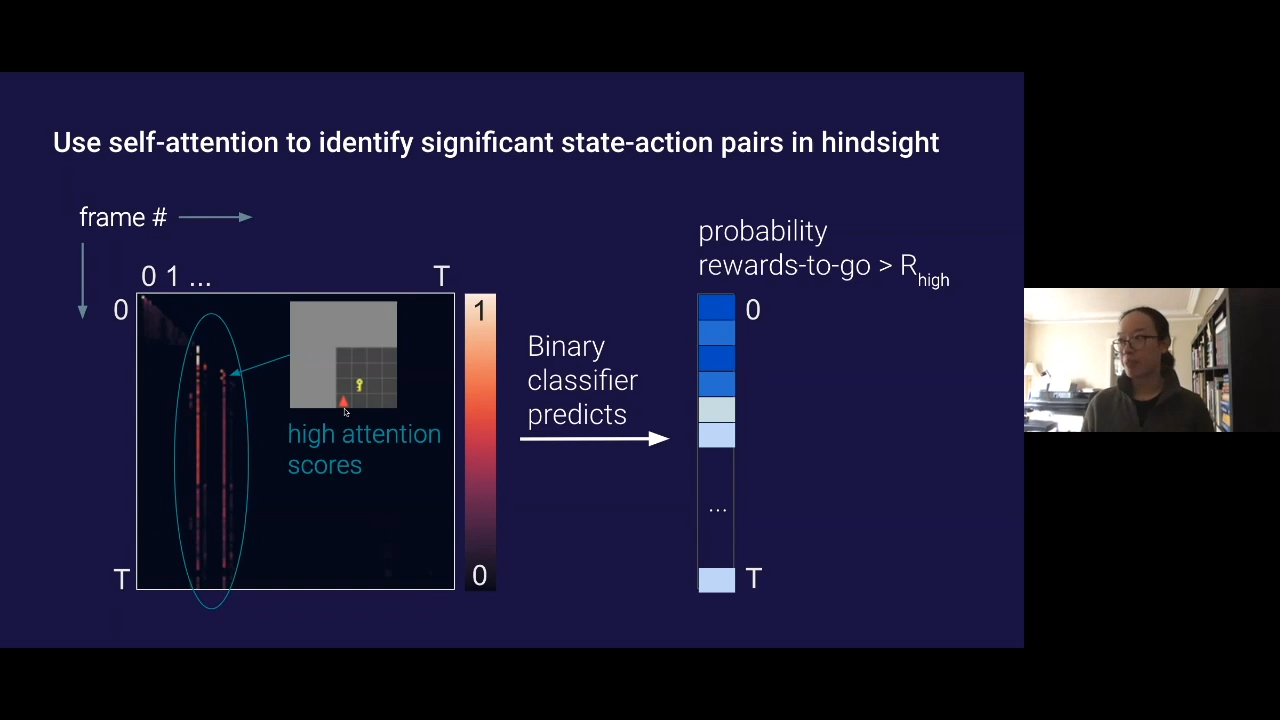 Use self-attention to identify significant state-action pairs in hindsight
frame #
0 1 ...
T
0
T
high attention
scores
1
0
Binary
classifier
predicts
probability
rewards-to-go > Rhigh
0
...
T